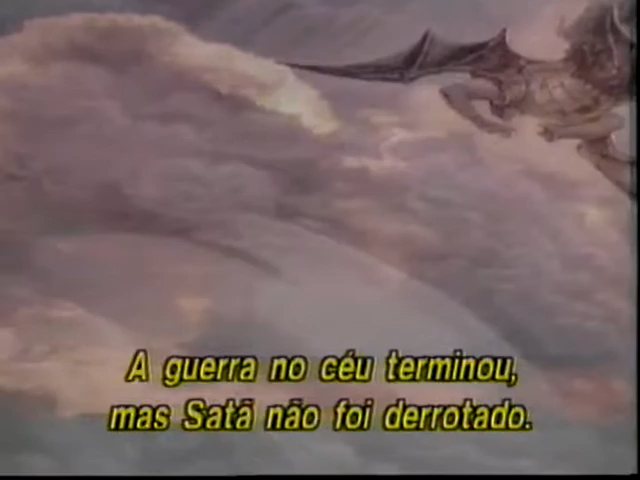 A guerra no céu terminou,
mas Satã não foi derrotado.